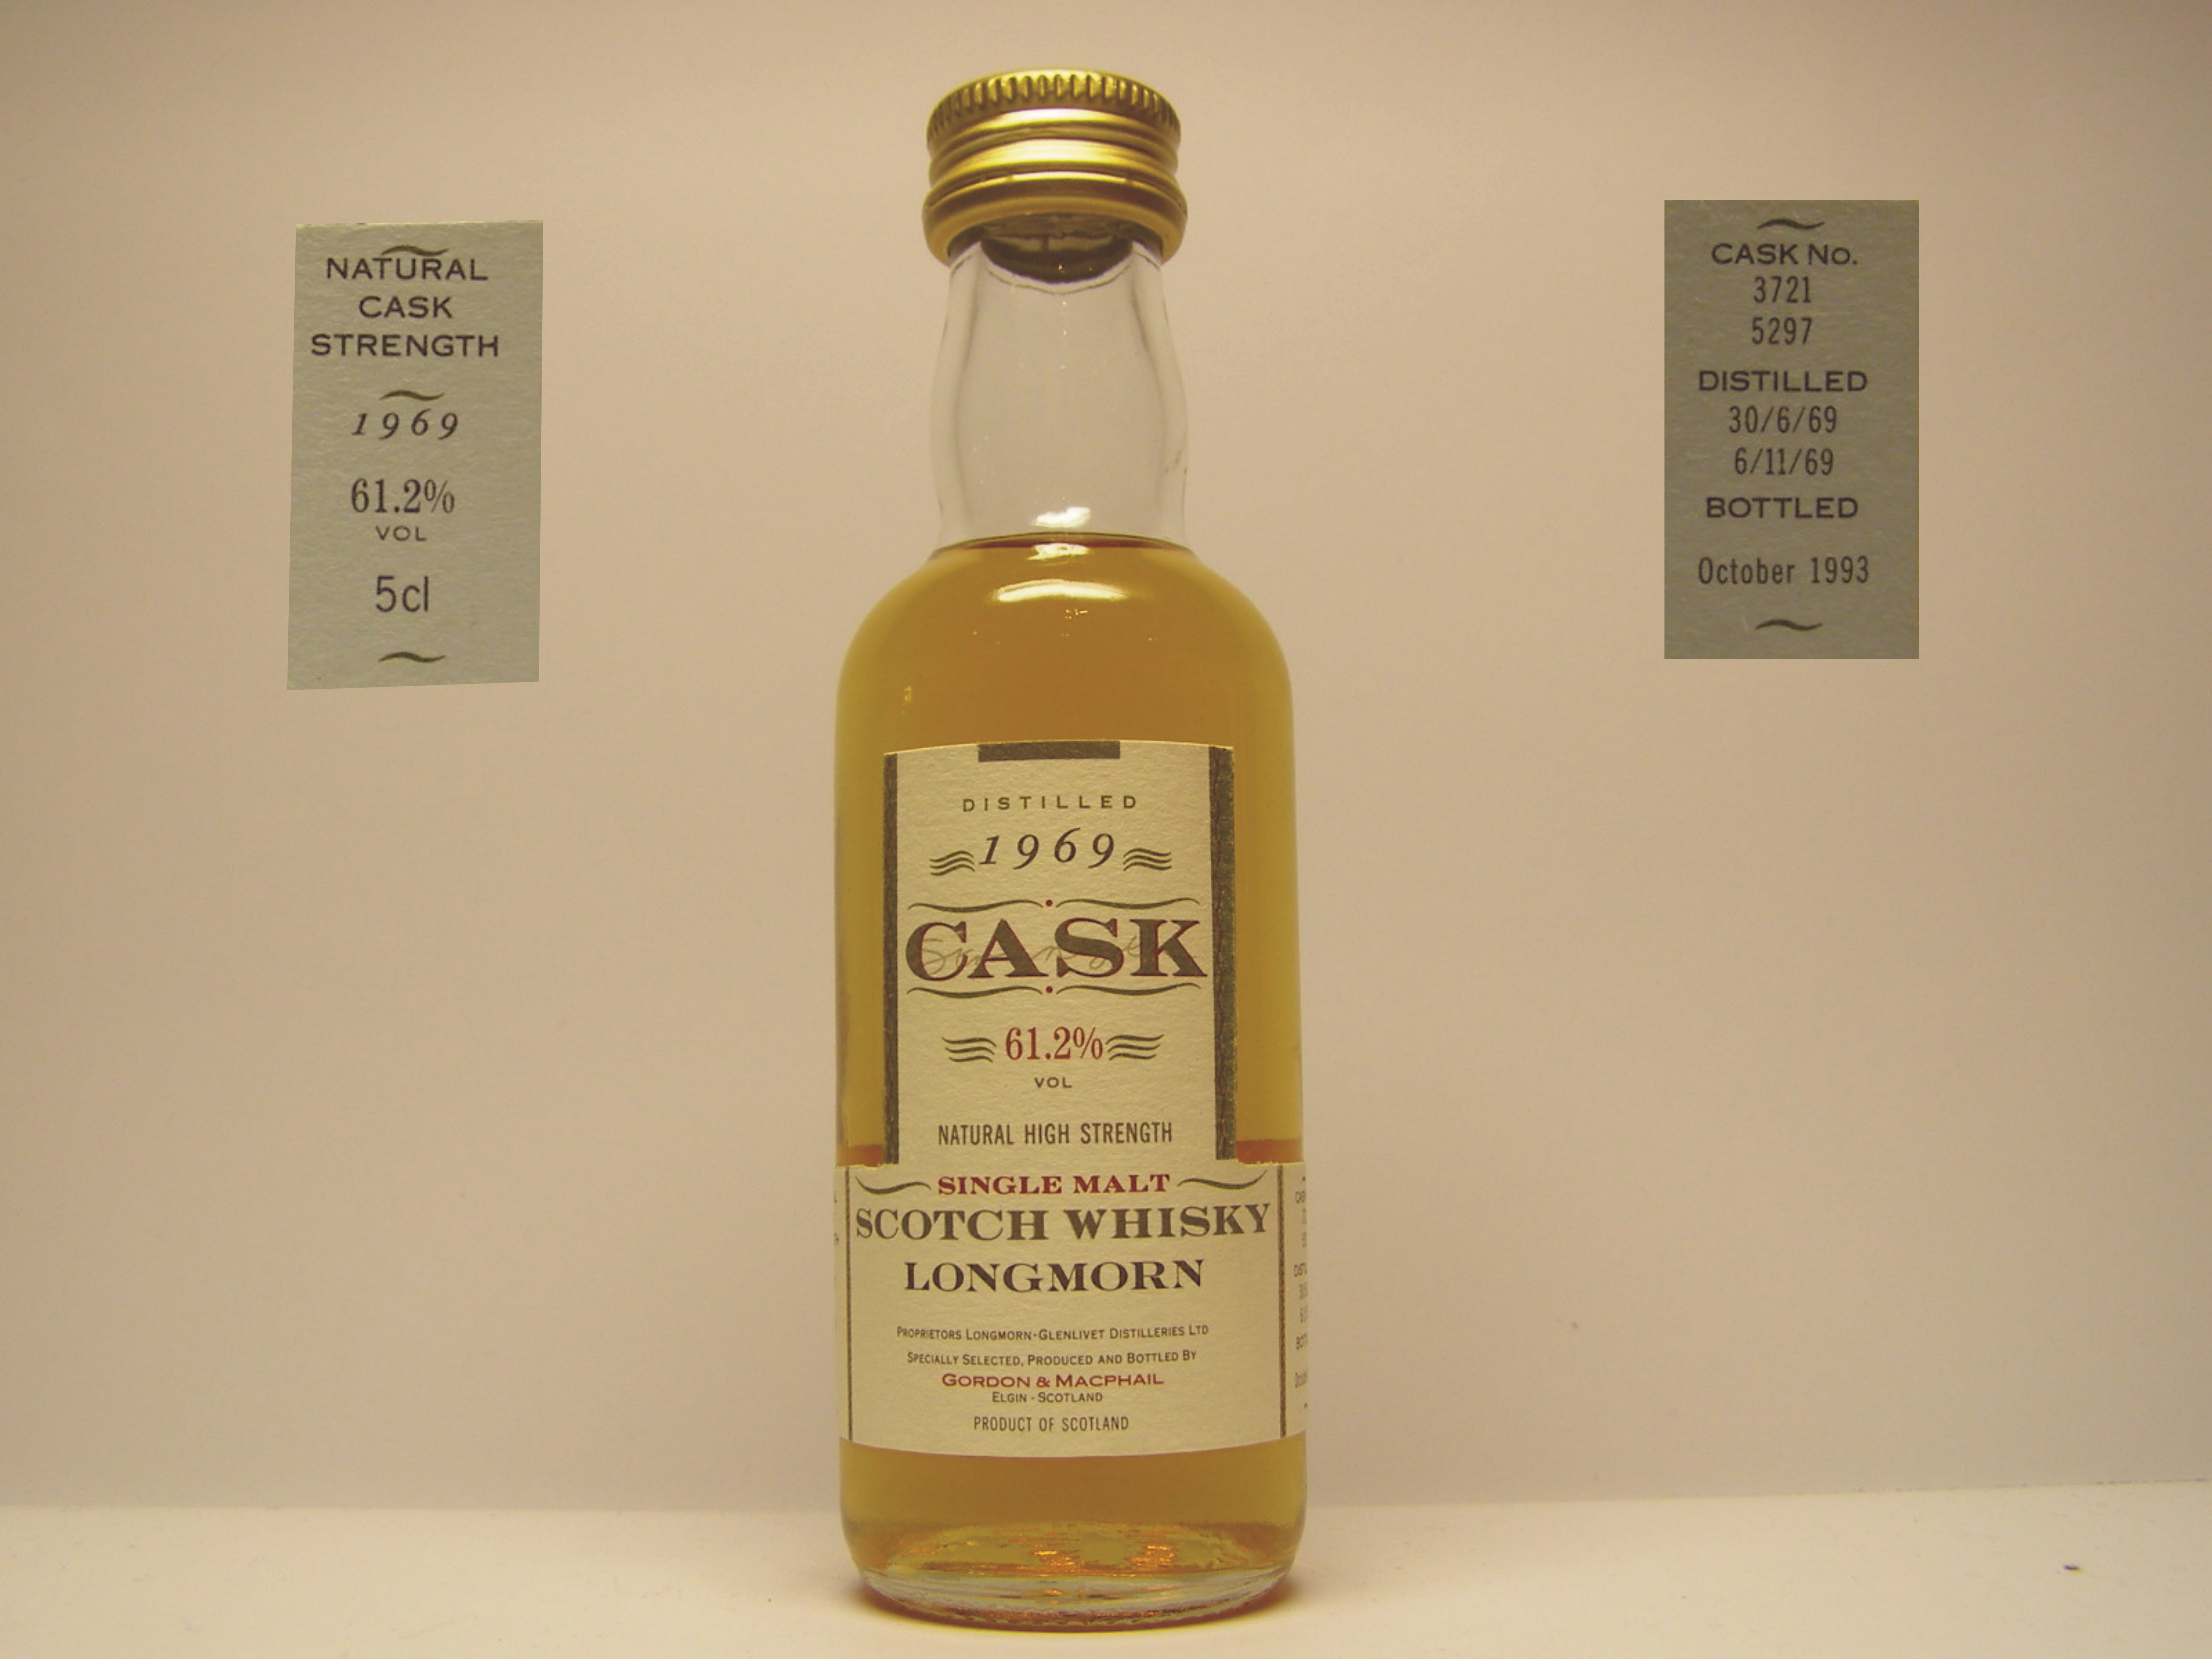 NATURAL
CASK
STRENGTH
1969
61.2%
VOL
5cl
DISTILLED
1969
CASK
61.2%
VOL
NATURAL HIGH STRENGTH
SINGLE MALT
SCOTCH WHISKY
LONGMORN
PROPRIETORS LONGMORN-GLENLIVET DISTILLERIES LTD
SPECIALLY SELECTED, PRODUCED AND BOTTLED BY
GORDON & MACPHAIL
ELGIN - SCOTLAND
PRODUCT OF SCOTLAND
CASK No.
3721
5297
DISTILLED
30/6/69
6/11/69
BOTTLED
October 1993